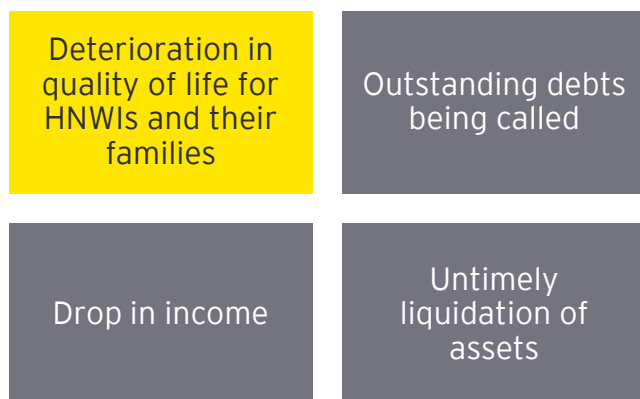 Deterioration in
quality of life for
HNWIs and their
families
Outstanding debts
being called
Drop in income
Untimely
liquidation of
assets